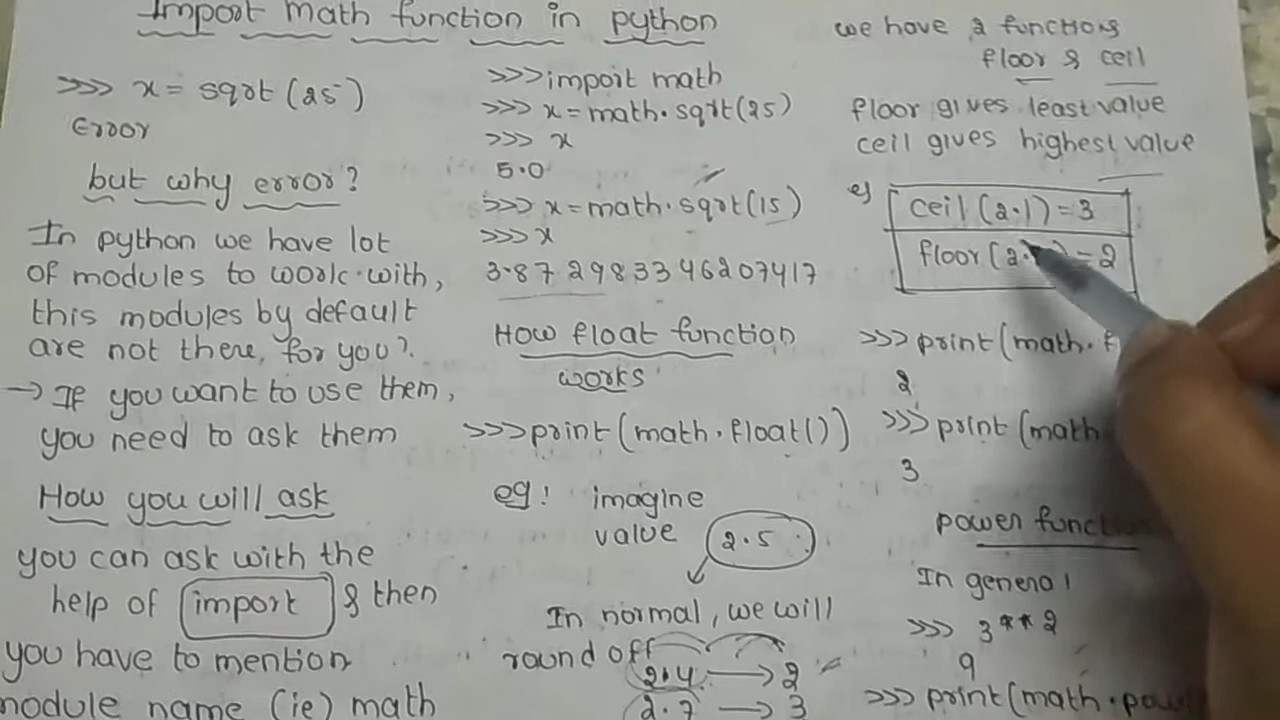 Import math function in python
>>> x = sqrt(25)
Error
but why error?
In python we have lot
of modules to work with,
this modules by default
are not there, for you?.
→ If you want to use them,
you need to ask them
How you will ask
you can ask with the
help of import & then
you have to mention
module name (ie) math
>>> import math
>>> x = math.sqrt(25)
>>> x
5.0
>>> x = math.sqrt(15)
>>> x
3.872983346207417
How float function
works
>>> print(math.float())
eg: imagine
value 2.5
In normal, we will
round off
2.4 → 2
2.7 → 3
we have 2 functions
floor & ceil
floor gives least value
ceil gives highest value
eg
ceil(2.1) = 3
floor(2. ) = 2
>>> print(math.f
2
>>> print(math
3
power function
In general
>>> 3**2
9
>>> print(math.pow